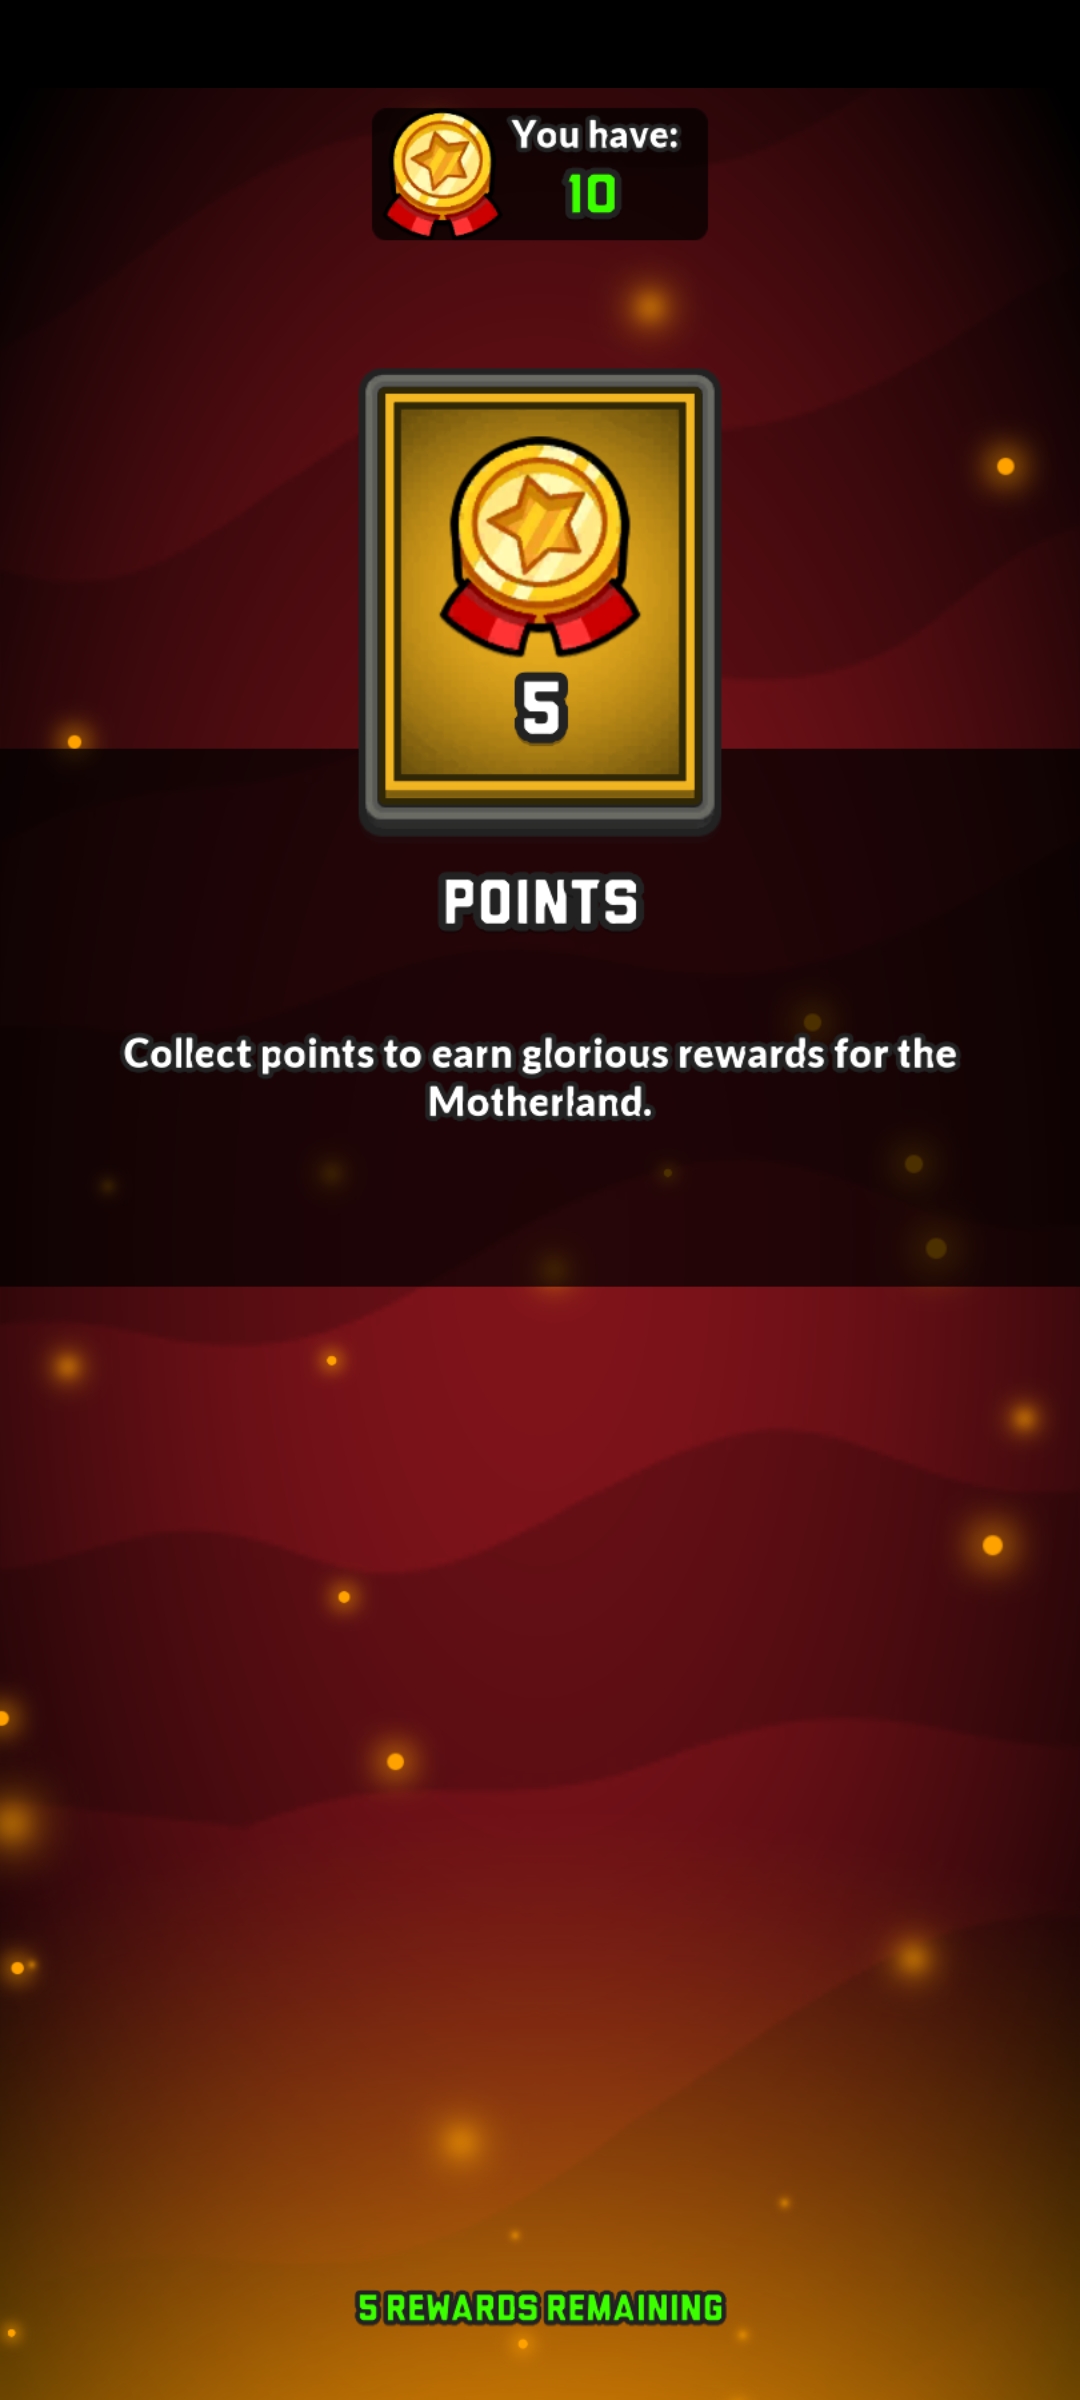 You have:
10
5
POINTS
Collect points to earn glorious rewards for the
Motherland.
5 REWARDS REMAINING